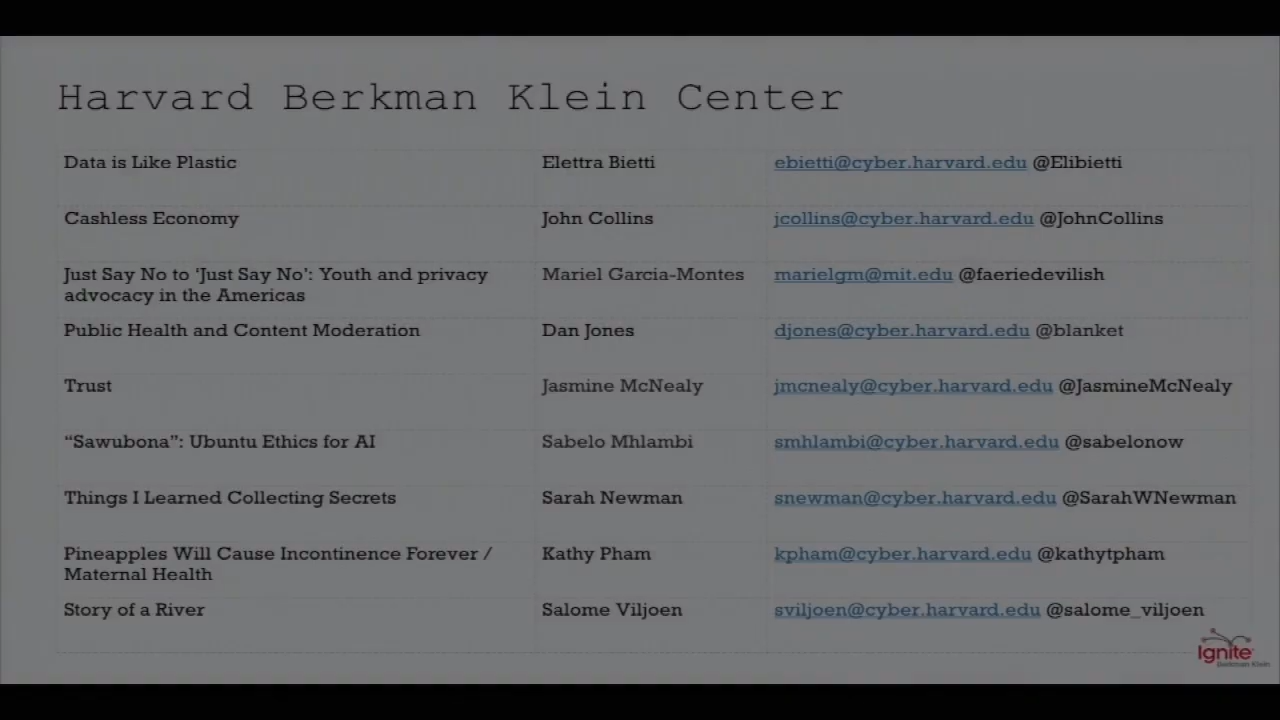 Harvard Berkman Klein Center
Data is Like Plastic Elettra Bietti ebietti@cyber.harvard.edu @Elibietti
Cashless Economy John Collins jcollins@cyber.harvard.edu @JohnCollins
Just Say No to 'Just Say No': Youth and privacy Mariel Garcia-Montes marielgm@mit.edu @faeriedevilish
advocacy in the Americas
Public Health and Content Moderation Dan Jones djones@cyber.harvard.edu @blanket
Trust Jasmine McNealy jmcnealy@cyber.harvard.edu @JasmineMcNealy
“Sawubona”: Ubuntu Ethics for AI Sabelo Mhlambi smhlambi@cyber.harvard.edu @sabelonow
Things I Learned Collecting Secrets Sarah Newman snewman@cyber.harvard.edu @SarahWNewman
Pineapples Will Cause Incontinence Forever / Kathy Pham kpham@cyber.harvard.edu @kathytpham
Maternal Health
Story of a River Salome Viljoen sviljoen@cyber.harvard.edu @salome_viljoen
Ignite
Berkman Klein